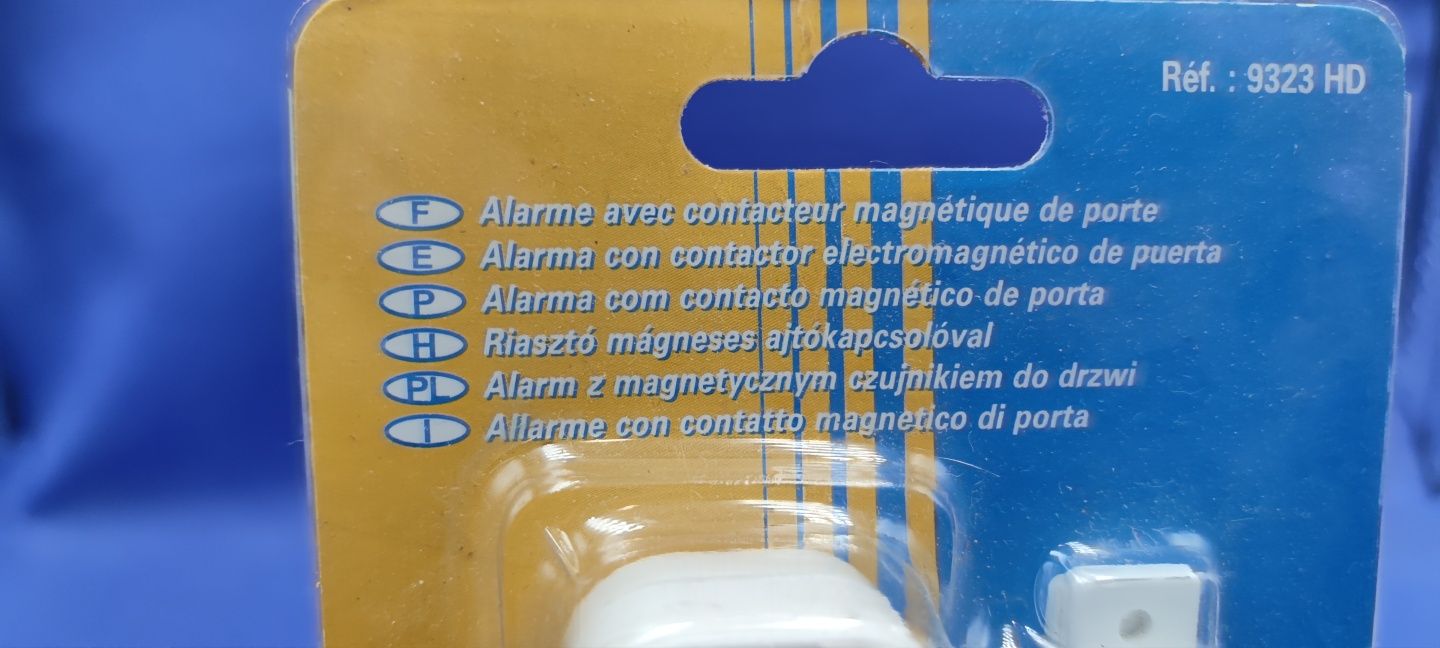 Réf. : 9323 HD
F Alarme avec contacteur magnétique de porte
E Alarma con contactor electromagnético de puerta
P Alarma com contacto magnético de porta
H Riasztó mágneses ajtókapcsolóval
PL Alarm z magnetycznym czujnikiem do drzwi
I Allarme con contatto magnetico di porta